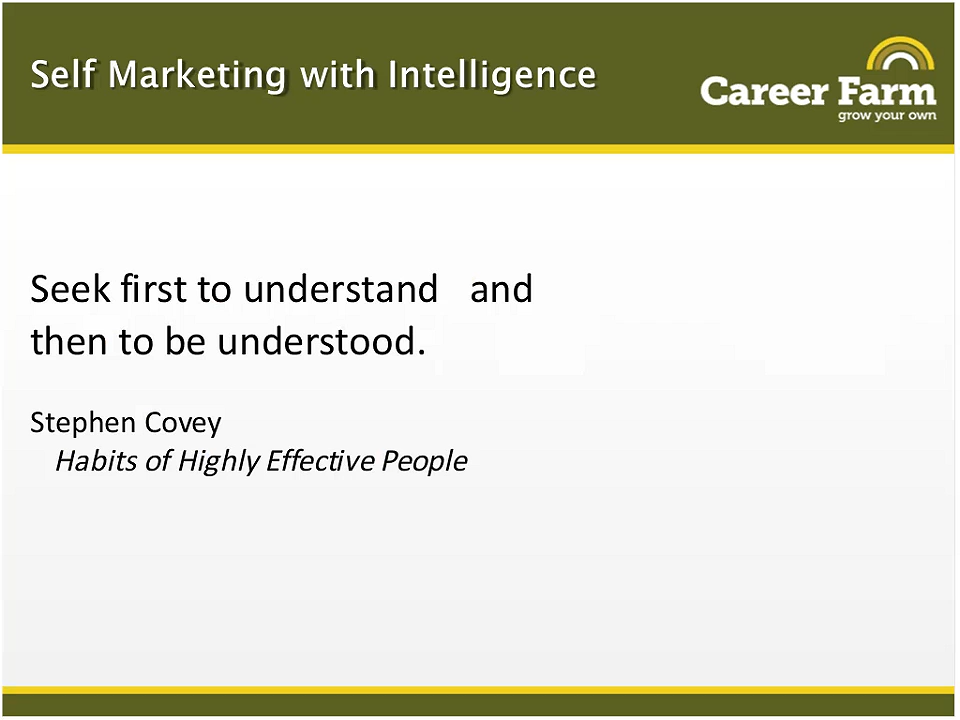 Self Marketing with Intelligence
Career Farm
grow your own
Seek first to understand   and
then to be understood.
Stephen Covey
Habits of Highly Effective People